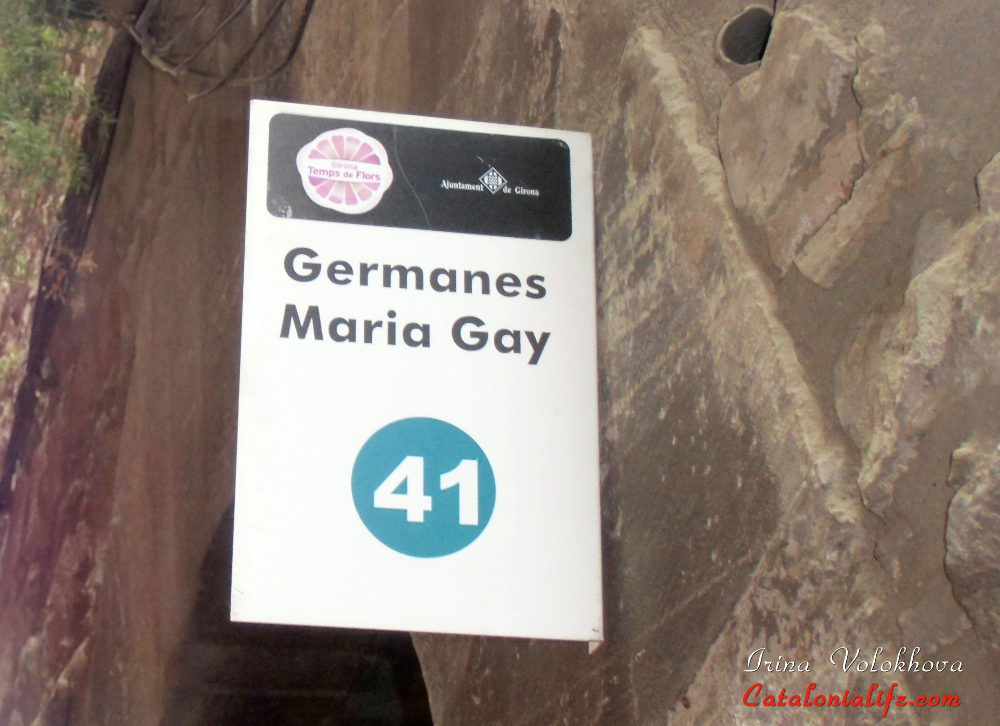 Girona
Temps de Flors
Ajuntament de Girona
Germanes
Maria Gay
41
Irina Volokhova
Catalonialife.com